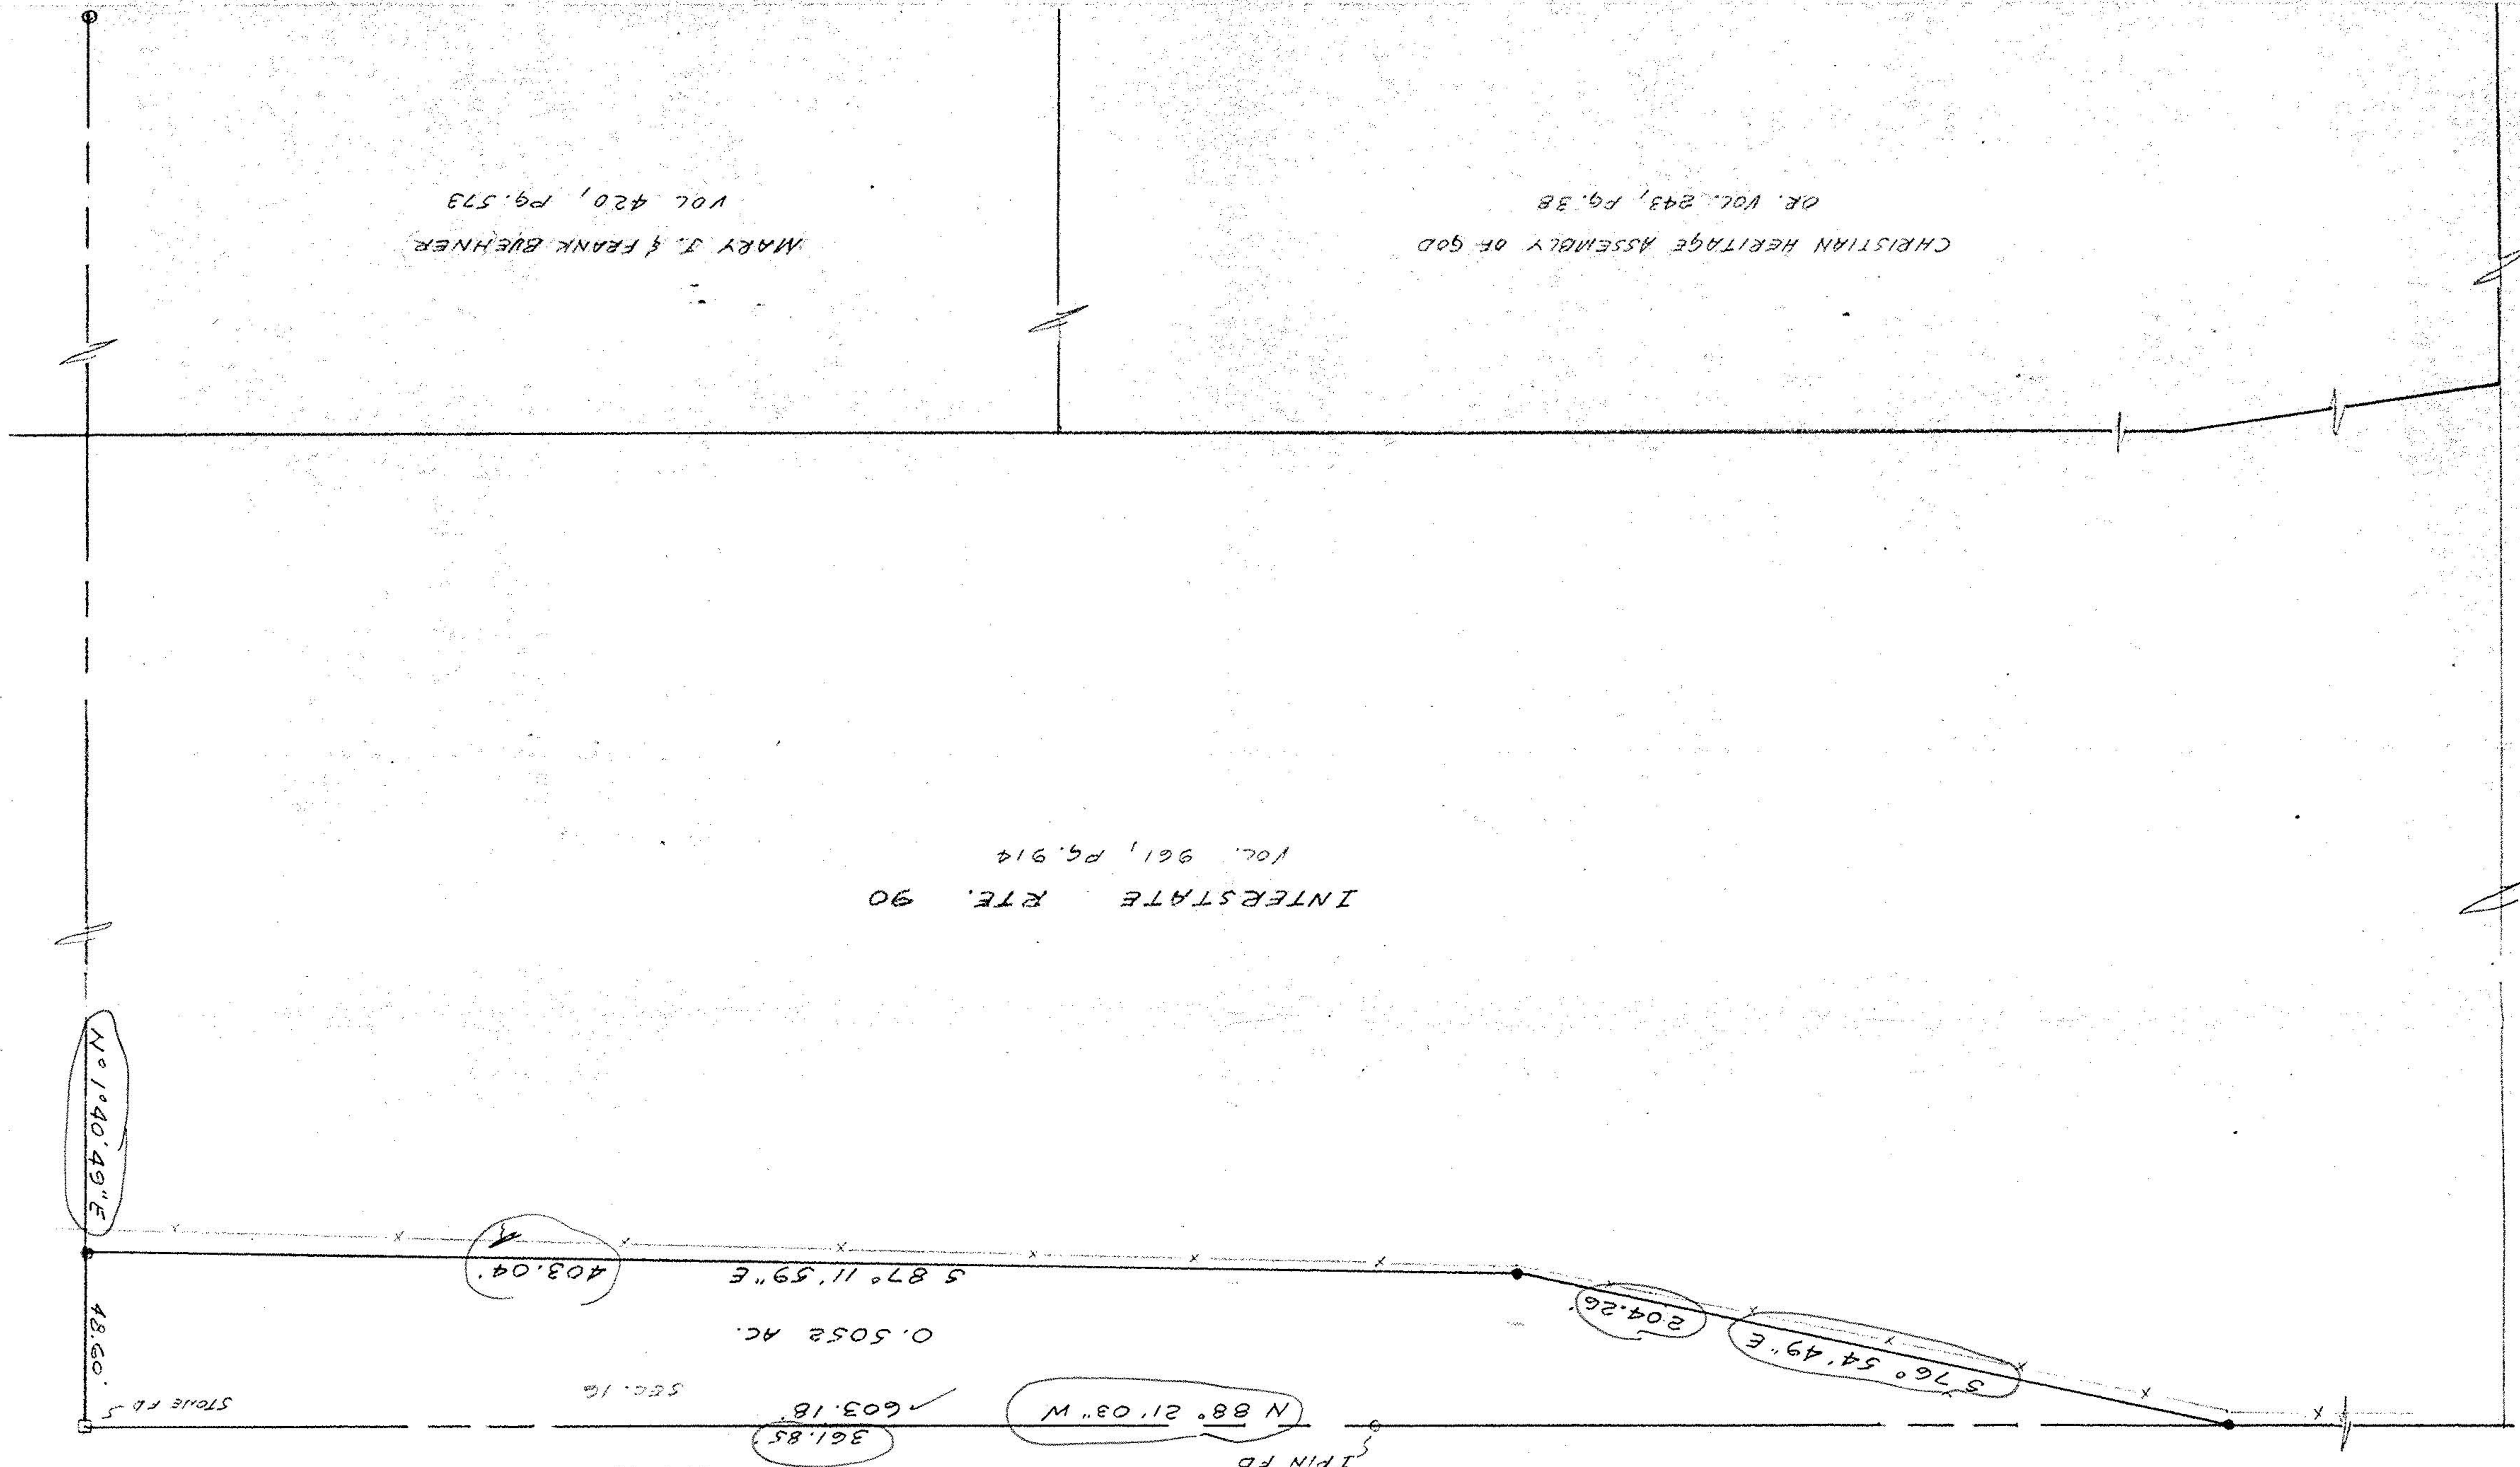 I PIN FD
361.85'
N 88° 21' 03" W
603.18'
SEC. 16
STONE FD
48.60'
0.5052 AC.
S 76° 54' 49" E
204.26'
S 87° 11' 59" E
403.04'
N° 1° 40' 49" E
INTERSTATE RTE. 90
VOL. 961, PG. 914
CHRISTIAN HERITAGE ASSEMBLY OF GOD
OR. VOL. 243, PG. 38
MARY J. & FRANK BUEHNER
VOL 420, PG. 573